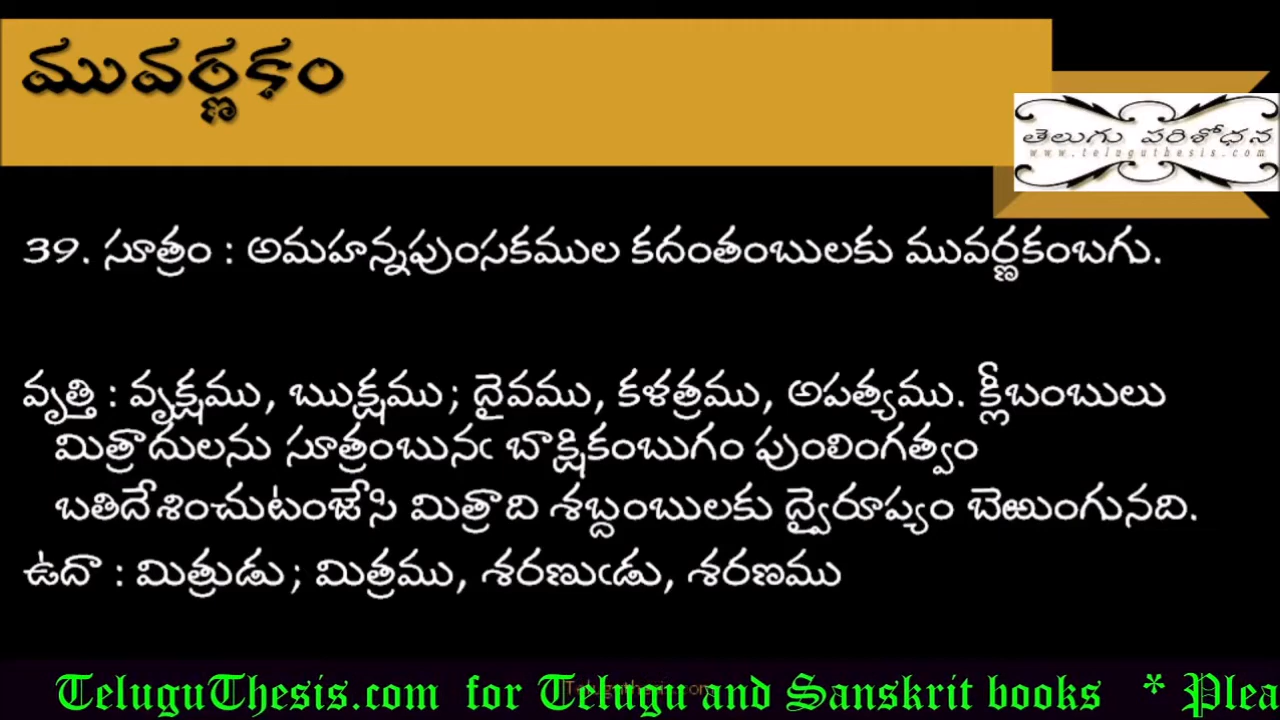 మువర్ణకం
తెలుగు పరిశోధన
www.teluguthesis.com
39. సూత్రం : అమహన్నపుంసకముల కదంతంబులకు మువర్ణకంబగు.
వృత్తి : వృక్షము, ఋక్షము; దైవము, కళత్రము, అపత్యము. క్లీబంబులు
మిత్రాదులను సూత్రంబునఁ బాక్షికంబుగం పుంలింగత్వం
బతిదేశించుటంజేసి మిత్రాది శబ్దంబులకు ద్వైరూప్యం బెఱుంగునది.
ఉదా : మిత్రుడు; మిత్రము, శరణుఁడు, శరణము
TeluguThesis.com for Telugu and Sanskrit books * Plea